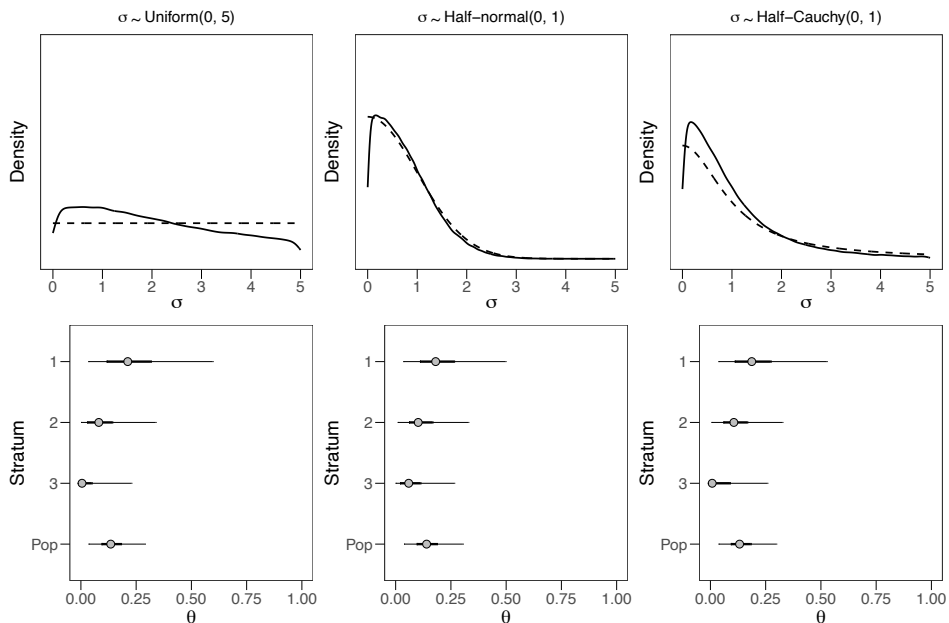 σ ~ Uniform(0, 5)
σ ~ Half−normal(0, 1)
σ ~ Half−Cauchy(0, 1)
Density
0 1 2 3 4 5
σ
Density
0 1 2 3 4 5
σ
Density
0 1 2 3 4 5
σ
Stratum
1
2
3
Pop
0.00 0.25 0.50 0.75 1.00
θ
Stratum
1
2
3
Pop
0.00 0.25 0.50 0.75 1.00
θ
Stratum
1
2
3
Pop
0.00 0.25 0.50 0.75 1.00
θ